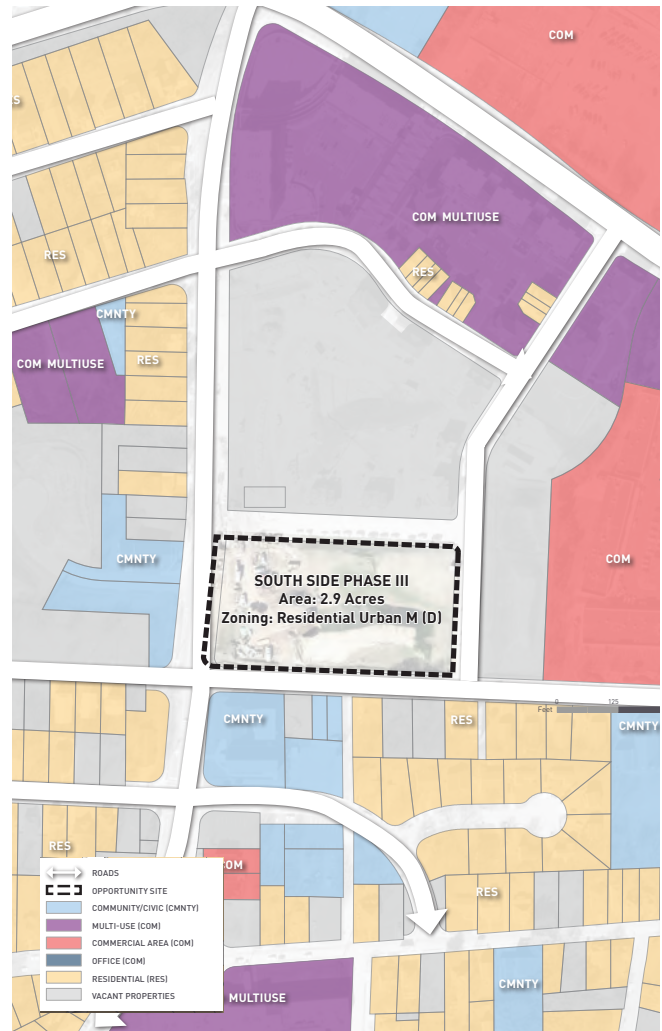 COM
S
COM MULTIUSE
RES
RES
CMNTY
COM MULTIUSE
RES
CMNTY
COM
SOUTH SIDE PHASE III
Area: 2.9 Acres
Zoning: Residential Urban M (D)
0 125
Feet
CMNTY
RES
CMNTY
RES
OM
RES
CMNTY
MULTIUSE
ROADS
OPPORTUNITY SITE
COMMUNITY/CIVIC (CMNTY)
MULTI-USE (COM)
COMMERCIAL AREA (COM)
OFFICE (COM)
RESIDENTIAL (RES)
VACANT PROPERTIES